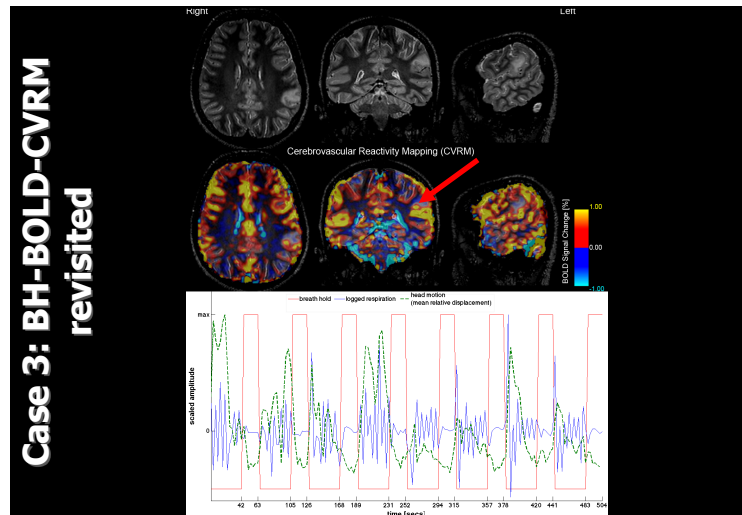 Case 3: BH-BOLD-CVRM
revisited
Right
Left
Cerebrovascular Reactivity Mapping (CVRM)
1.00
0.00
-1.00
BOLD Signal Change [%]
breath hold
logged respiration
head motion
(mean relative displacement)
max
0
scaled amplitude
42 63 105 126 168 189 231 252 294 315 357 378 420 441 483 504
time [secs]